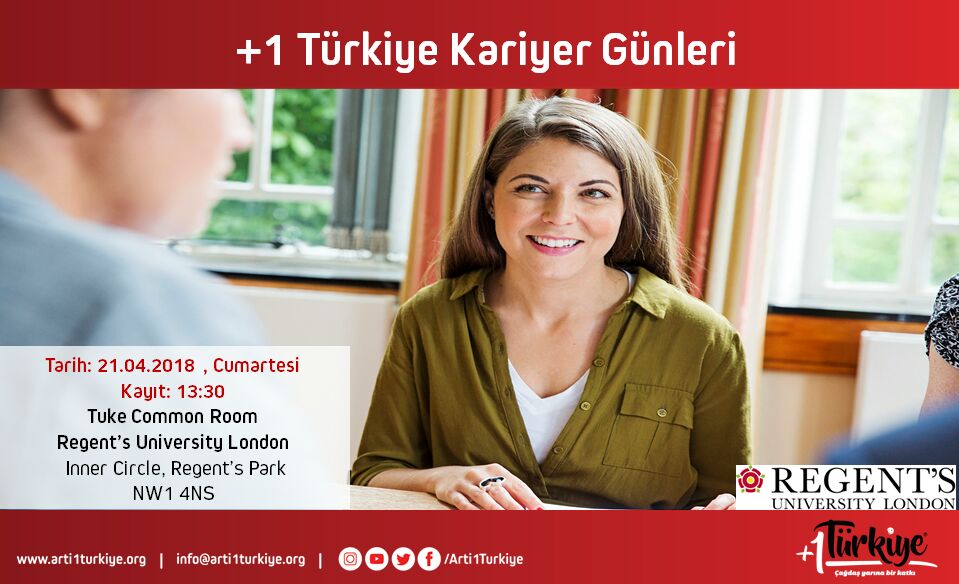 +1 Türkiye Kariyer Günleri
Tarih: 21.04.2018 , Cumartesi
Kayıt: 13:30
Tuke Common Room
Regent's University London
Inner Circle, Regent's Park
NW1 4NS
REGENT'S
UNIVERSITY LONDON
www.arti1turkiye.org | info@arti1turkiye.org | /Arti1Turkiye
+1 Türkiye
Çağdaş yarına bir katkı